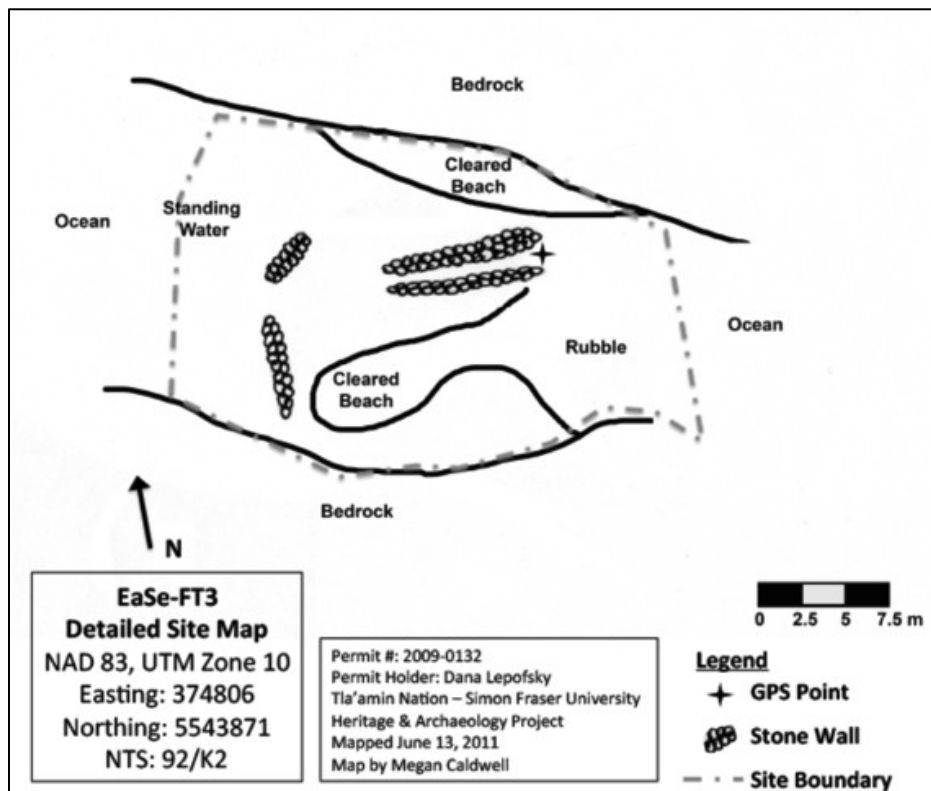 Bedrock
Cleared
Beach
Standing
Water
Ocean
Ocean
Rubble
Cleared
Beach
Bedrock
N
EaSe-FT3
Detailed Site Map
NAD 83, UTM Zone 10
Easting: 374806
Northing: 5543871
NTS: 92/K2
Permit #: 2009-0132
Permit Holder: Dana Lepofsky
Tla’amin Nation – Simon Fraser University
Heritage & Archaeology Project
Mapped June 13, 2011
Map by Megan Caldwell
0 2.5 5 7.5 m
Legend
GPS Point
Stone Wall
Site Boundary